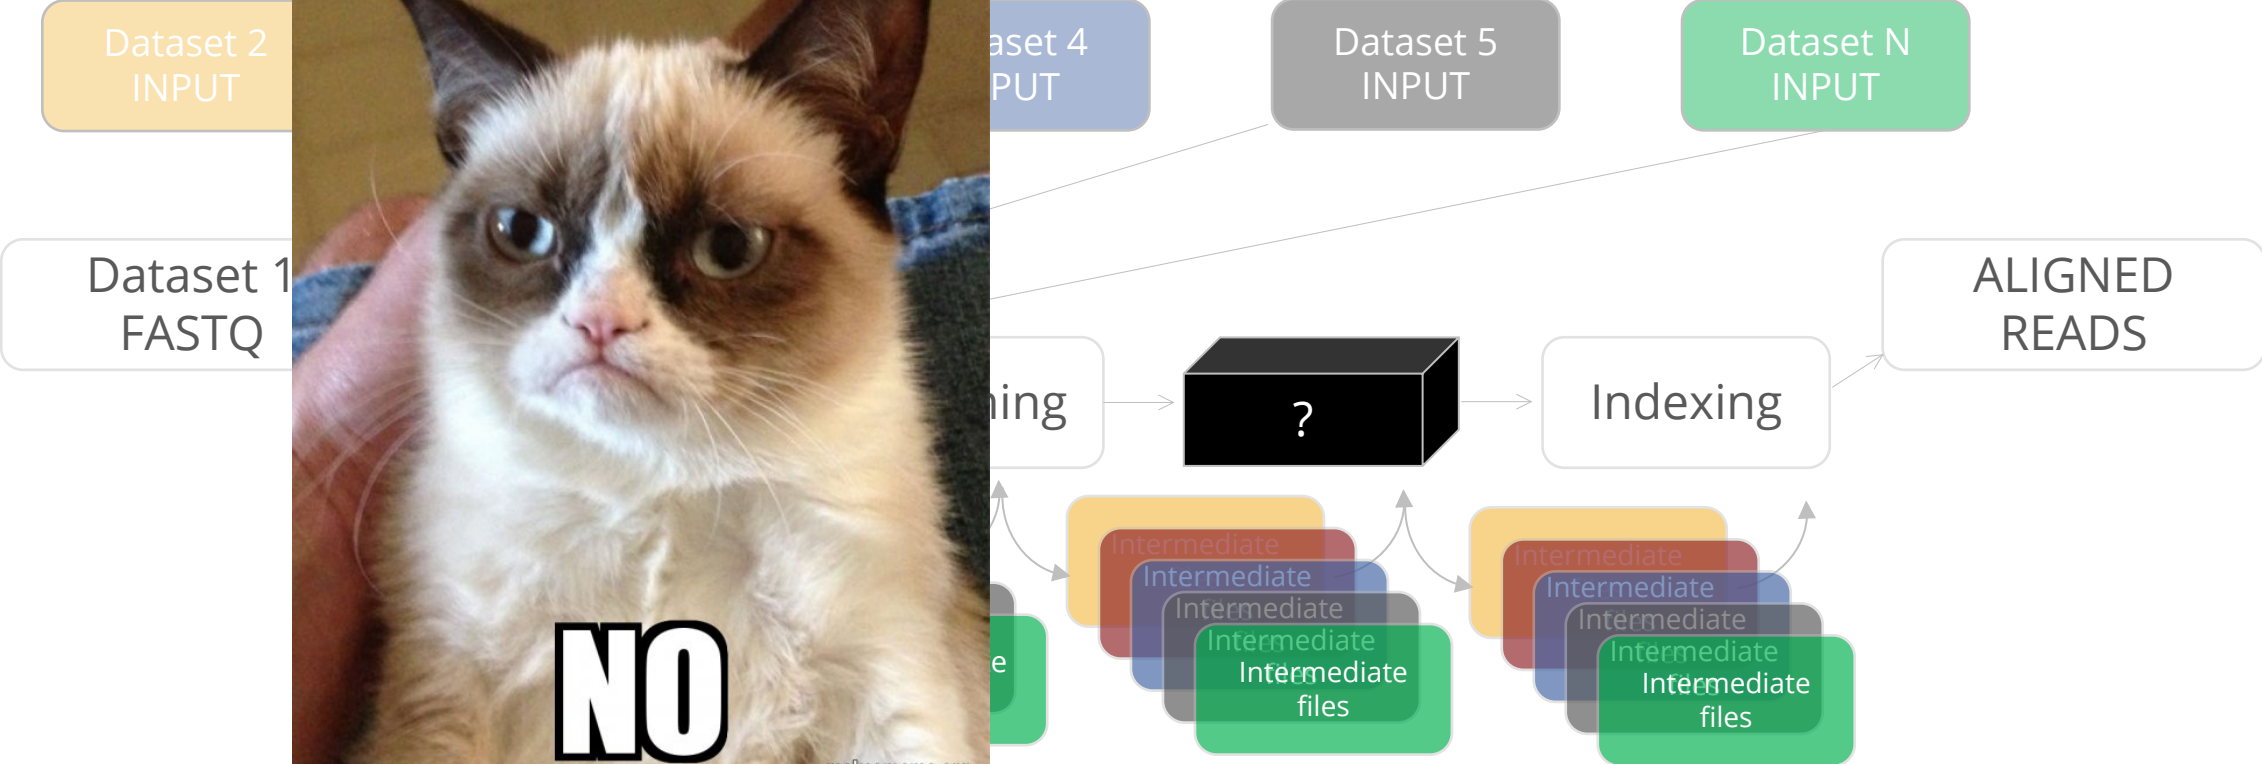 Dataset 2
INPUT
aset 4
PUT
Dataset 5
INPUT
Dataset N
INPUT
Dataset 1
FASTQ
ALIGNED
READS
ning
?
Indexing
NO
e
Intermediate
Intermediate
Intermediate
Intermediate
Intermediate
files
Intermediate
Intermediate
Intermediate
Intermediate
Intermediate
files